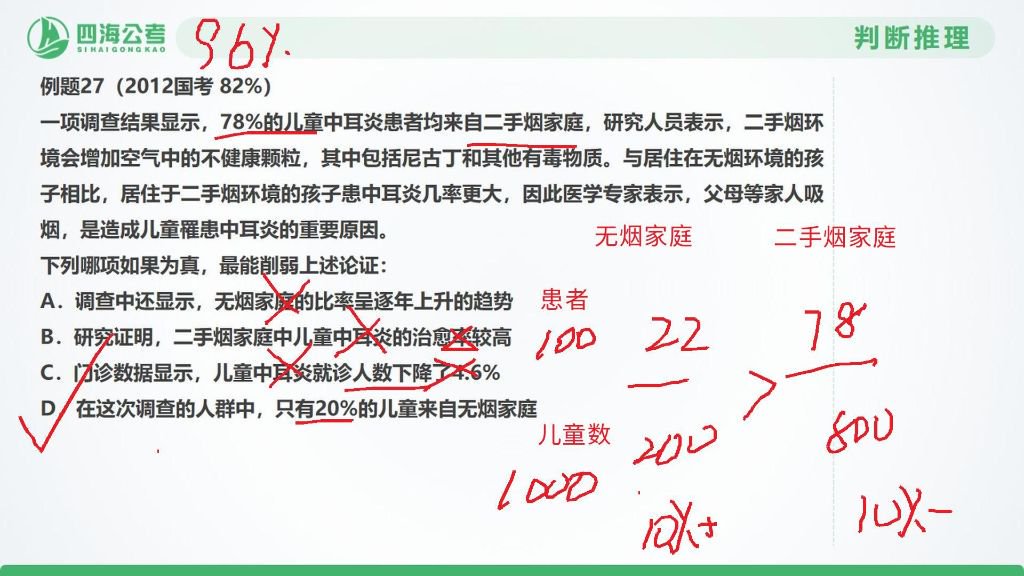 四海公考
SIHAIGONGKAO
96%
判断推理
例题27（2012国考 82%）
一项调查结果显示，78%的儿童中耳炎患者均来自二手烟家庭，研究人员表示，二手烟环
境会增加空气中的不健康颗粒，其中包括尼古丁和其他有毒物质。与居住在无烟环境的孩
子相比，居住于二手烟环境的孩子患中耳炎几率更大，因此医学专家表示，父母等家人吸
烟，是造成儿童罹患中耳炎的重要原因。
无烟家庭 二手烟家庭
下列哪项如果为真，最能削弱上述论证：
A．调查中还显示，无烟家庭的比率呈逐年上升的趋势
患者
B．研究证明，二手烟家庭中儿童中耳炎的治愈率较高
100 22 78
C．门诊数据显示，儿童中耳炎就诊人数下降了4.6%
>
D．在这次调查的人群中，只有20%的儿童来自无烟家庭
儿童数
1000 200 800
10%+ 10%-